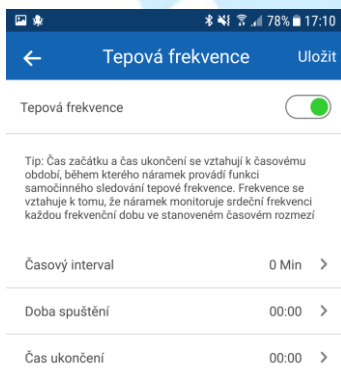 78% 17:10
Tepová frekvence Uložit
Tepová frekvence
Tip: Čas začátku a čas ukončení se vztahují k časovému
období, během kterého náramek provádí funkci
samočinného sledování tepové frekvence. Frekvence se
vztahuje k tomu, že náramek monitoruje srdeční frekvenci
každou frekvenční dobu ve stanoveném časovém rozmezí
Časový interval 0 Min
Doba spuštění 00:00
Čas ukončení 00:00